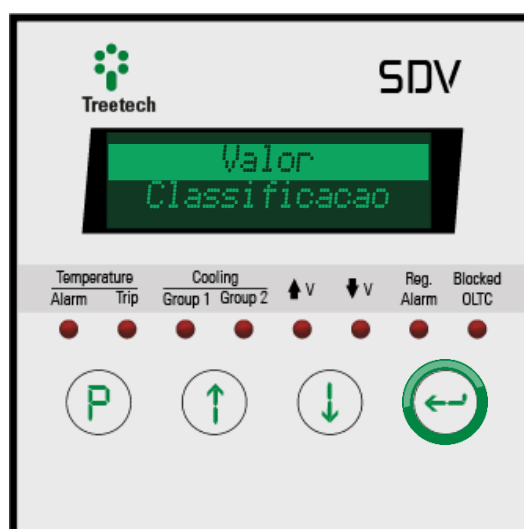 SDV
Treetech
Valor
Classificacao
Temperature Cooling Reg. Blocked
Alarm Trip Group 1 Group 2 V V Alarm OLTC
P